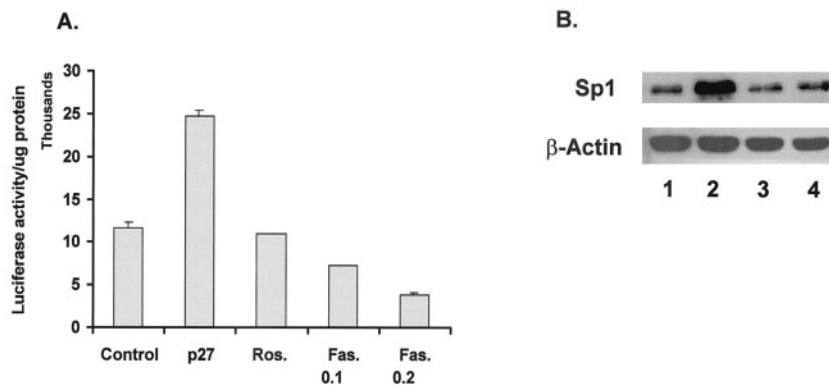 A.
Luciferase activity/ug protein
Thousands
30
25
20
15
10
5
0
Control p27 Ros. Fas. Fas.
0.1 0.2
B.
Sp1
β-Actin
1 2 3 4